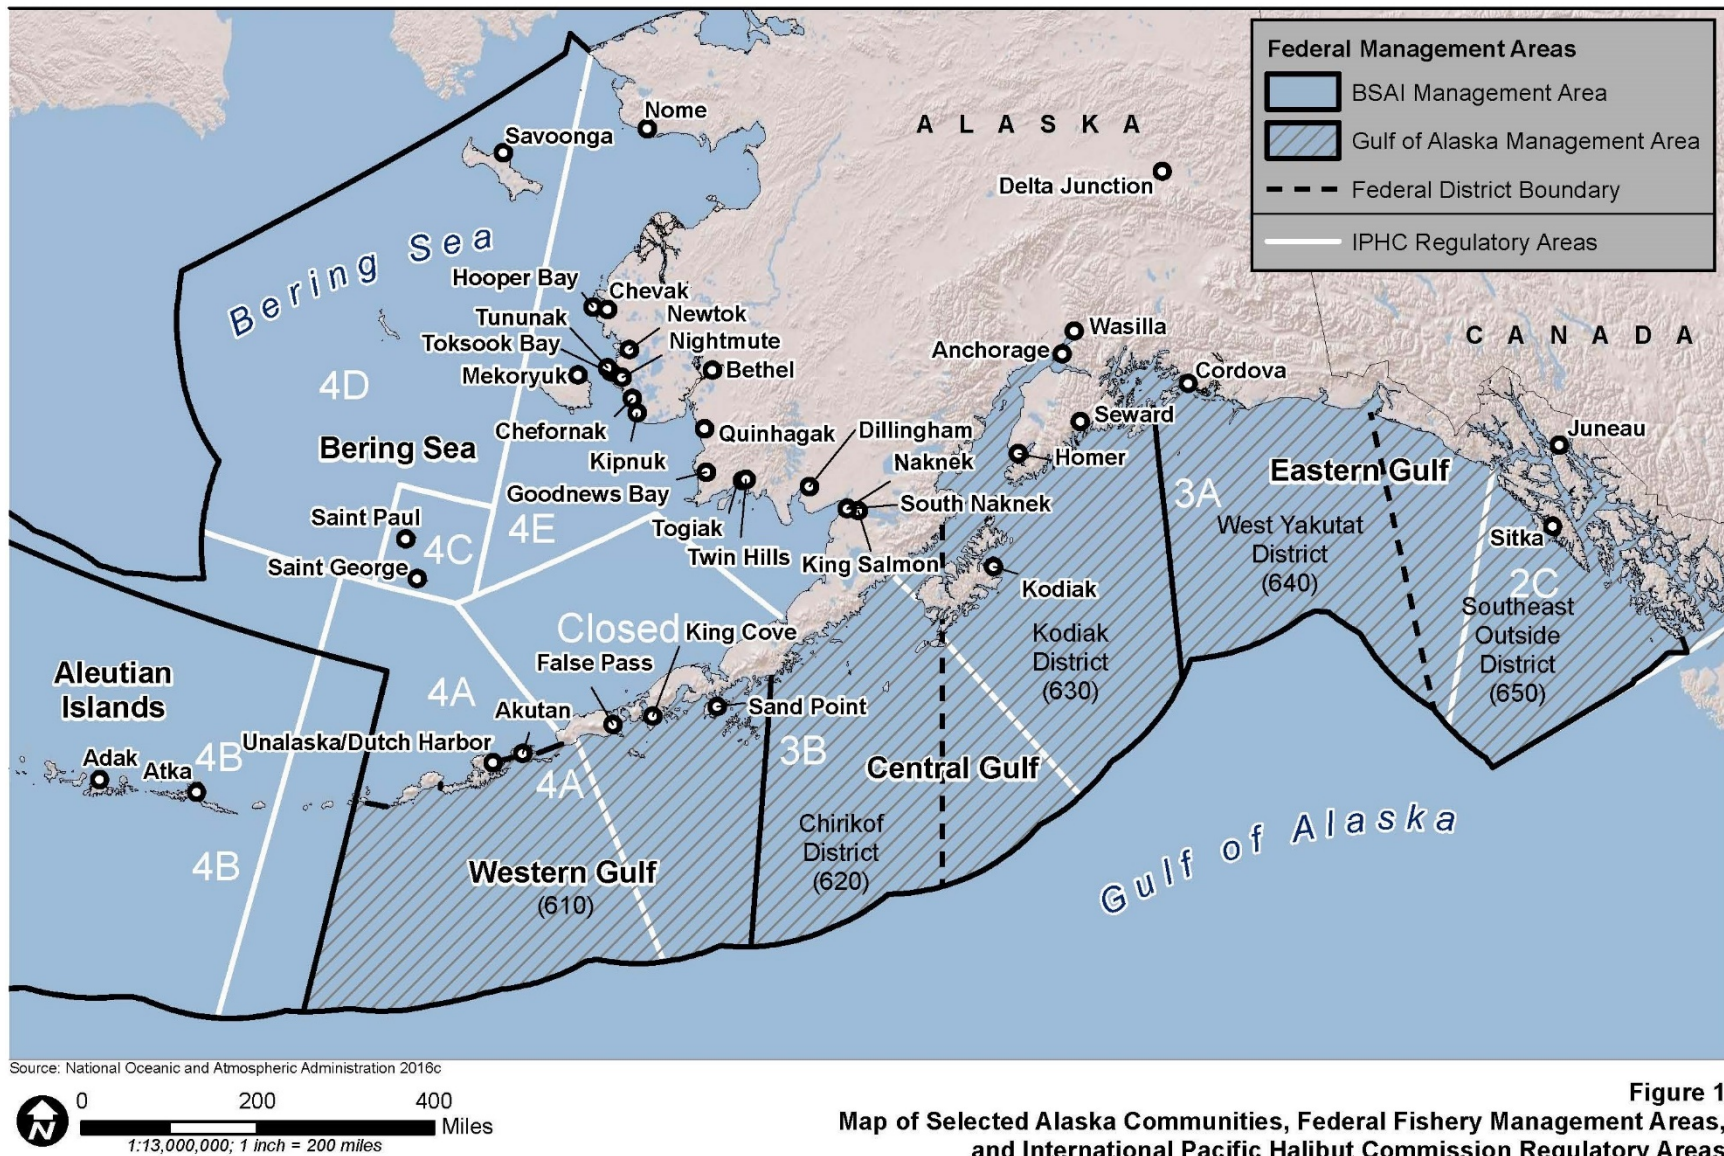 Federal Management Areas
BSAI Management Area
Gulf of Alaska Management Area
Federal District Boundary
IPHC Regulatory Areas
ALASKA
CANADA
Nome
Savoonga
Delta Junction
Bering Sea
Hooper Bay
Chevak
Tununak
Newtok
Toksook Bay
Nightmute
Mekoryuk
Bethel
Wasilla
Anchorage
Cordova
4D
Chefornak
Quinhagak
Dillingham
Seward
Juneau
Bering Sea
Kipnuk
Naknek
Homer
Eastern Gulf
Goodnews Bay
South Naknek
3A
Saint Paul
4C
4E
Togiak
Twin Hills
King Salmon
West Yakutat
District
(640)
Sitka
Saint George
Kodiak
2C
Closed
King Cove
Kodiak
District
(630)
Southeast
Outside
District
(650)
False Pass
Aleutian
Islands
4A
Akutan
Sand Point
Unalaska/Dutch Harbor
Adak
Atka
4B
4A
3B
Central Gulf
Gulf of Alaska
4B
Western Gulf
(610)
Chirikof
District
(620)
Source: National Oceanic and Atmospheric Administration 2016c
N
0 200 400
Miles
1:13,000,000; 1 inch = 200 miles
Figure 1
Map of Selected Alaska Communities, Federal Fishery Management Areas,
and International Pacific Halibut Commission Regulatory Areas